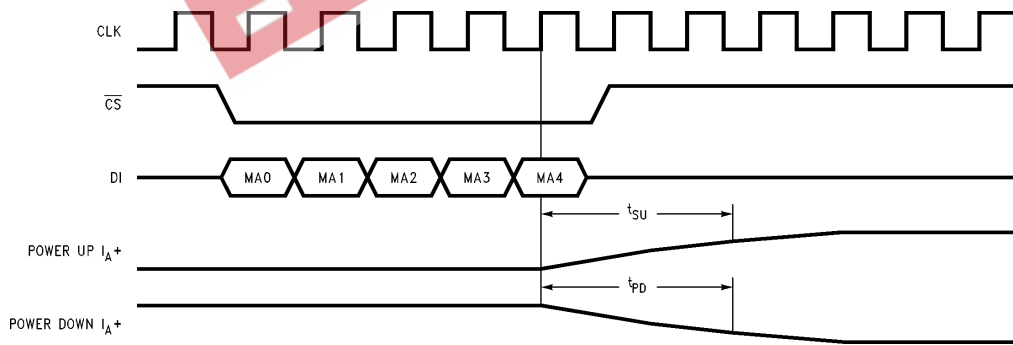 CLK
CS
DI
MA0 MA1 MA2 MA3 MA4
tSU
POWER UP IA+
tPD
POWER DOWN IA+